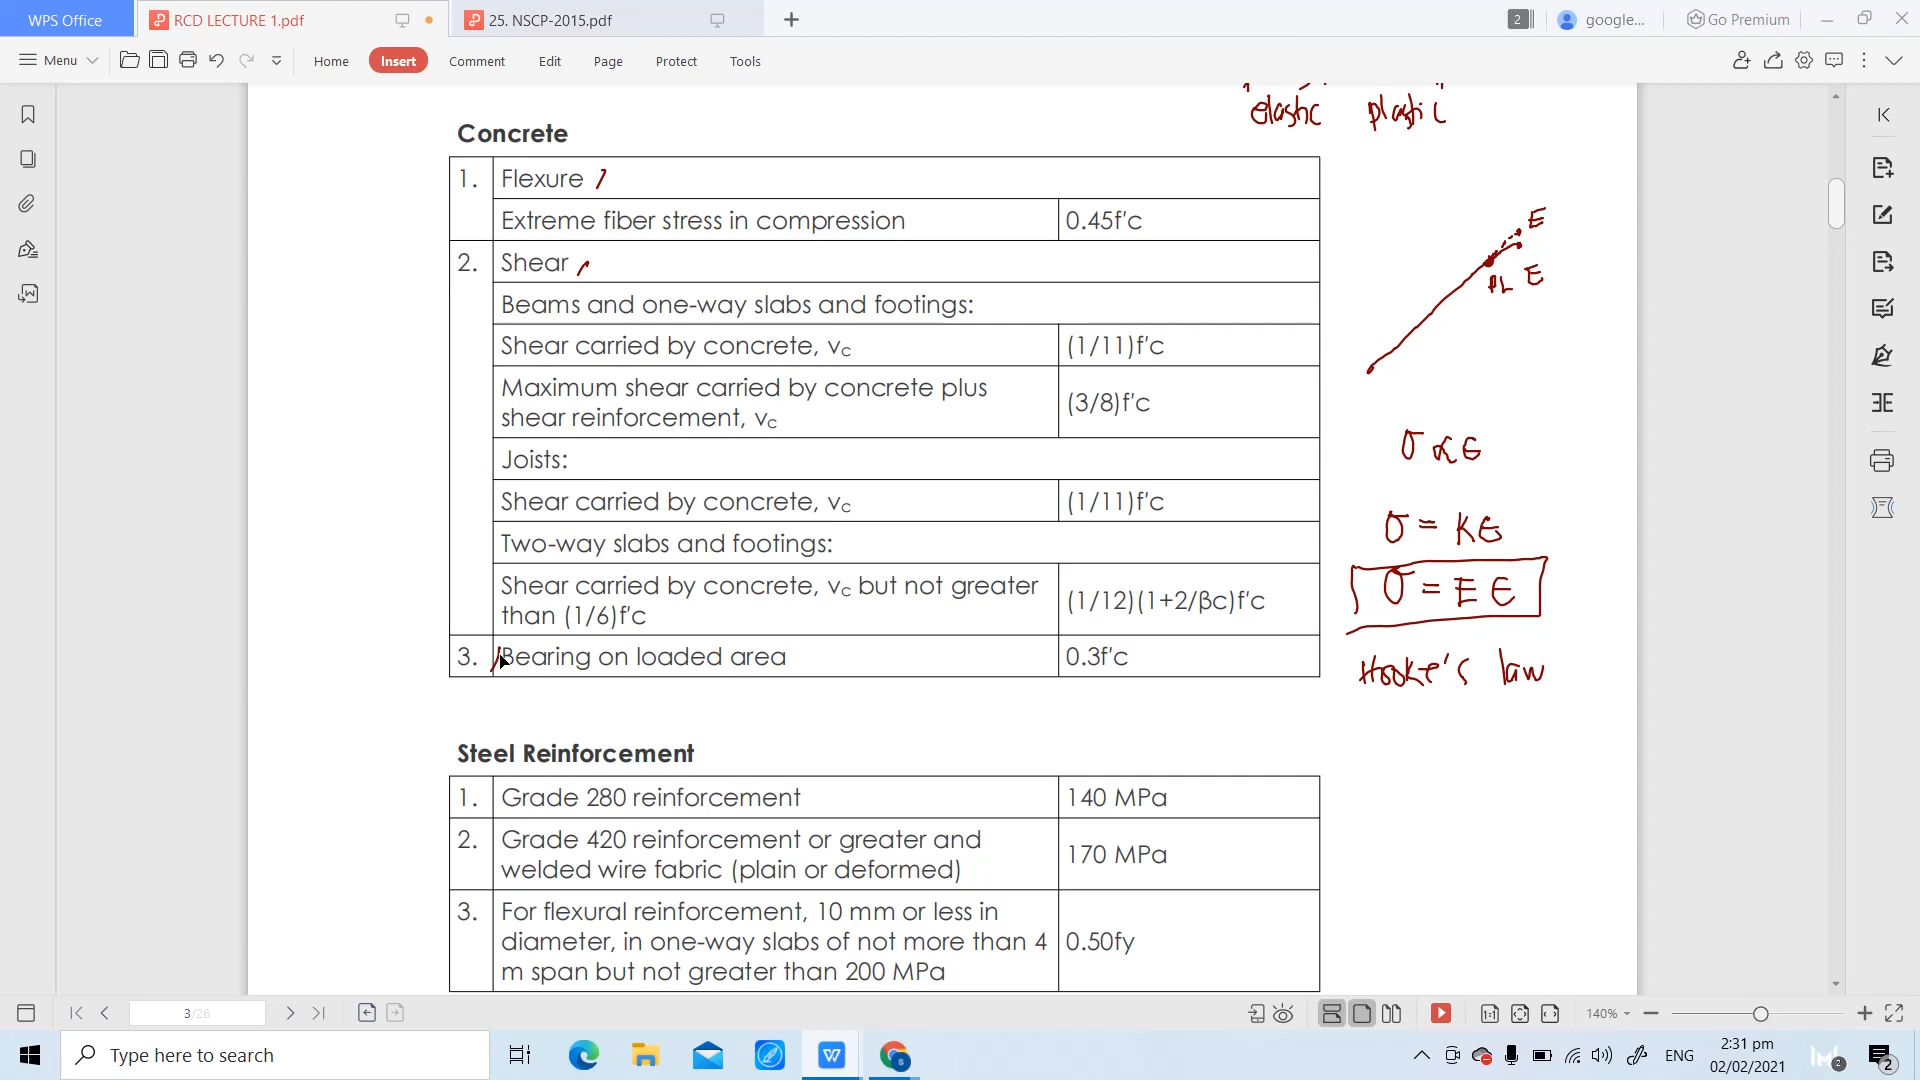 WPS Office
RCD LECTURE 1.pdf
25. NSCP-2015.pdf
2
google...
Go Premium
Menu
Home
Insert
Comment
Edit
Page
Protect
Tools
elastic plastic
Concrete
1. Flexure
Extreme fiber stress in compression 0.45f'c
2. Shear
Beams and one-way slabs and footings:
Shear carried by concrete, vc (1/11)f'c
Maximum shear carried by concrete plus
shear reinforcement, vc (3/8)f'c
Joists:
Shear carried by concrete, vc (1/11)f'c
Two-way slabs and footings:
Shear carried by concrete, vc but not greater
than (1/6)f'c (1/12)(1+2/βc)f'c
3. Bearing on loaded area 0.3f'c
E
PL E
σ ∝ ϵ
σ = Kϵ
σ = E ϵ
Hooke's law
Steel Reinforcement
1. Grade 280 reinforcement 140 MPa
2. Grade 420 reinforcement or greater and
welded wire fabric (plain or deformed) 170 MPa
3. For flexural reinforcement, 10 mm or less in
diameter, in one-way slabs of not more than 4
m span but not greater than 200 MPa 0.50fy
3/26
1:1
140%
Type here to search
ENG
2:31 pm
02/02/2021
2
2